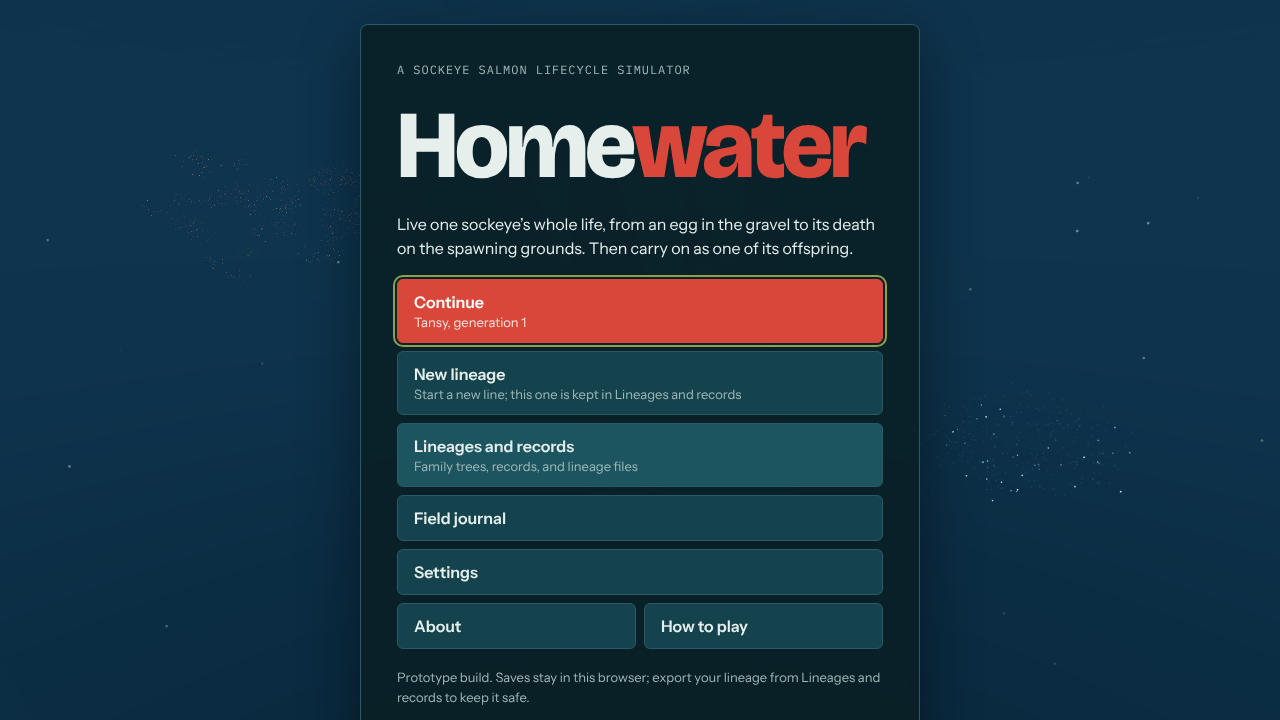 A SOCKEYE SALMON LIFECYCLE SIMULATOR
Homewater
Live one sockeye’s whole life, from an egg in the gravel to its death
on the spawning grounds. Then carry on as one of its offspring.
Continue
Tansy, generation 1
New lineage
Start a new line; this one is kept in Lineages and records
Lineages and records
Family trees, records, and lineage files
Field journal
Settings
About
How to play
Prototype build. Saves stay in this browser; export your lineage from Lineages and
records to keep it safe.